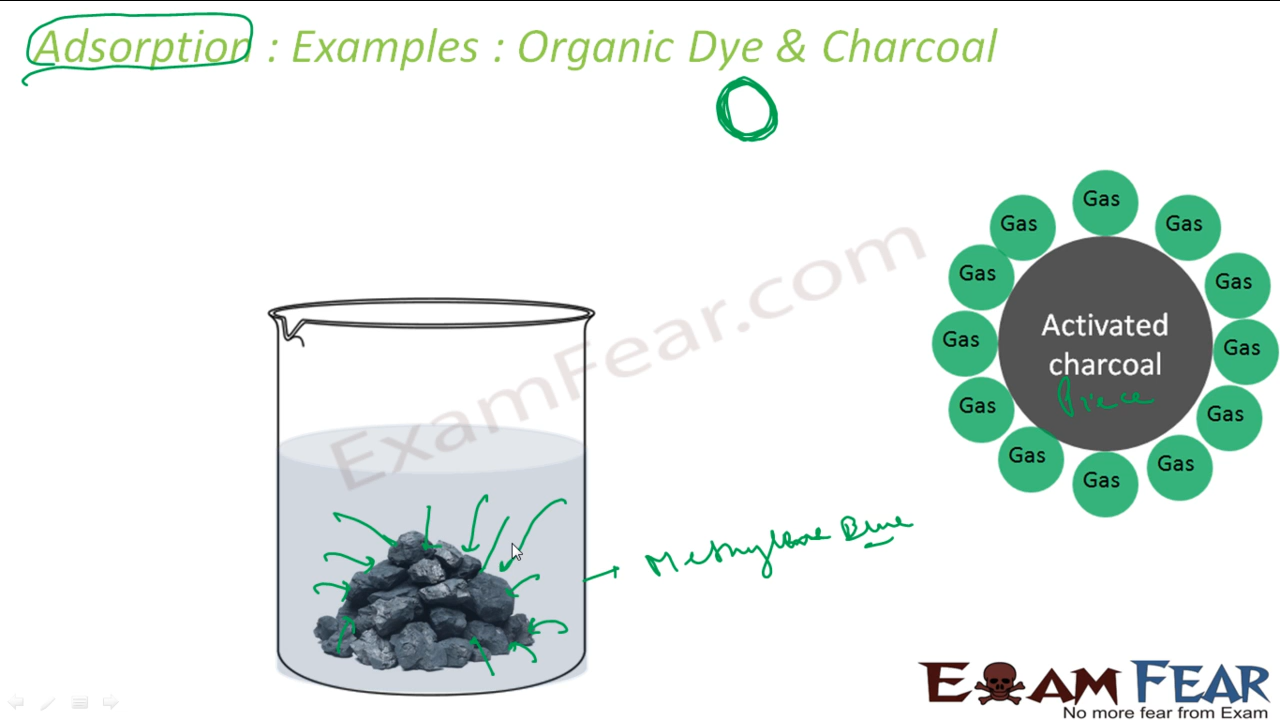 Adsorption : Examples : Organic Dye & Charcoal
Gas
Gas
Gas
Gas
Gas
Gas
Gas
Gas
Gas
Gas
Gas
Gas
Gas
Activated
charcoal
Piece
ExamFear.com
Methylene Blue
EXAM FEAR
No more fear from Exam